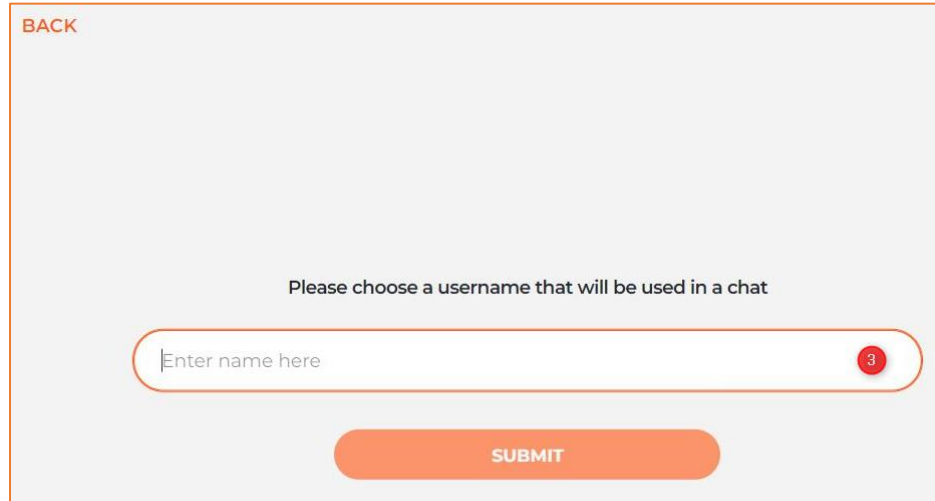 BACK
Please choose a username that will be used in a chat
Enter name here
3
SUBMIT